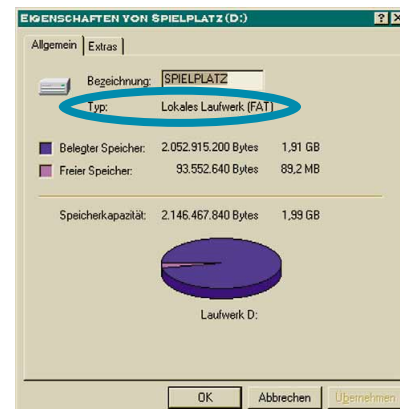 EIGENSCHAFTEN VON SPIELPLATZ (D:)
Allgemein Extras
Bezeichnung: SPIELPLATZ
Typ: Lokales Laufwerk (FAT)
Belegter Speicher: 2.052.915.200 Bytes 1,91 GB
Freier Speicher: 93.552.640 Bytes 89,2 MB
Speicherkapazität: 2.146.467.840 Bytes 1,99 GB
Laufwerk D:
OK Abbrechen Übernehmen